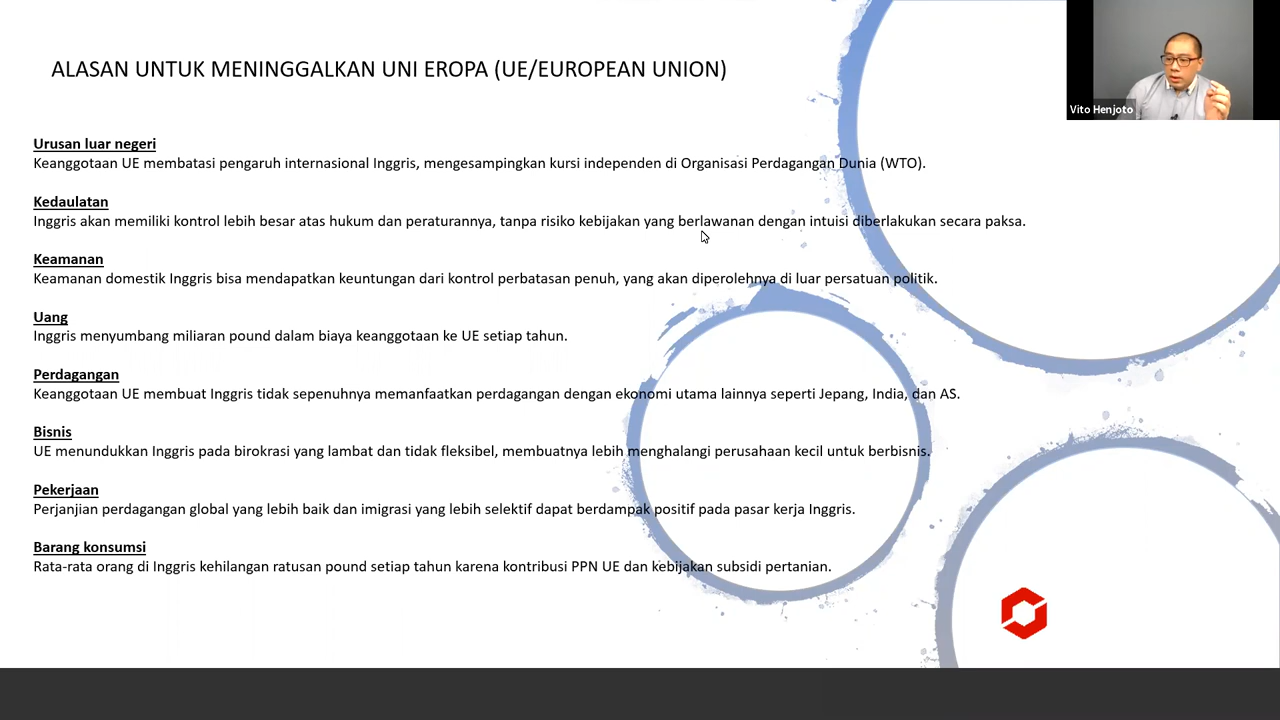 ALASAN UNTUK MENINGGALKAN UNI EROPA (UE/EUROPEAN UNION)
Vito Henjoto
Urusan luar negeri
Keanggotaan UE membatasi pengaruh internasional Inggris, mengesampingkan kursi independen di Organisasi Perdagangan Dunia (WTO).
Kedaulatan
Inggris akan memiliki kontrol lebih besar atas hukum dan peraturannya, tanpa risiko kebijakan yang berlawanan dengan intuisi diberlakukan secara paksa.
Keamanan
Keamanan domestik Inggris bisa mendapatkan keuntungan dari kontrol perbatasan penuh, yang akan diperolehnya di luar persatuan politik.
Uang
Inggris menyumbang miliaran pound dalam biaya keanggotaan ke UE setiap tahun.
Perdagangan
Keanggotaan UE membuat Inggris tidak sepenuhnya memanfaatkan perdagangan dengan ekonomi utama lainnya seperti Jepang, India, dan AS.
Bisnis
UE menundukkan Inggris pada birokrasi yang lambat dan tidak fleksibel, membuatnya lebih menghalangi perusahaan kecil untuk berbisnis.
Pekerjaan
Perjanjian perdagangan global yang lebih baik dan imigrasi yang lebih selektif dapat berdampak positif pada pasar kerja Inggris.
Barang konsumsi
Rata-rata orang di Inggris kehilangan ratusan pound setiap tahun karena kontribusi PPN UE dan kebijakan subsidi pertanian.